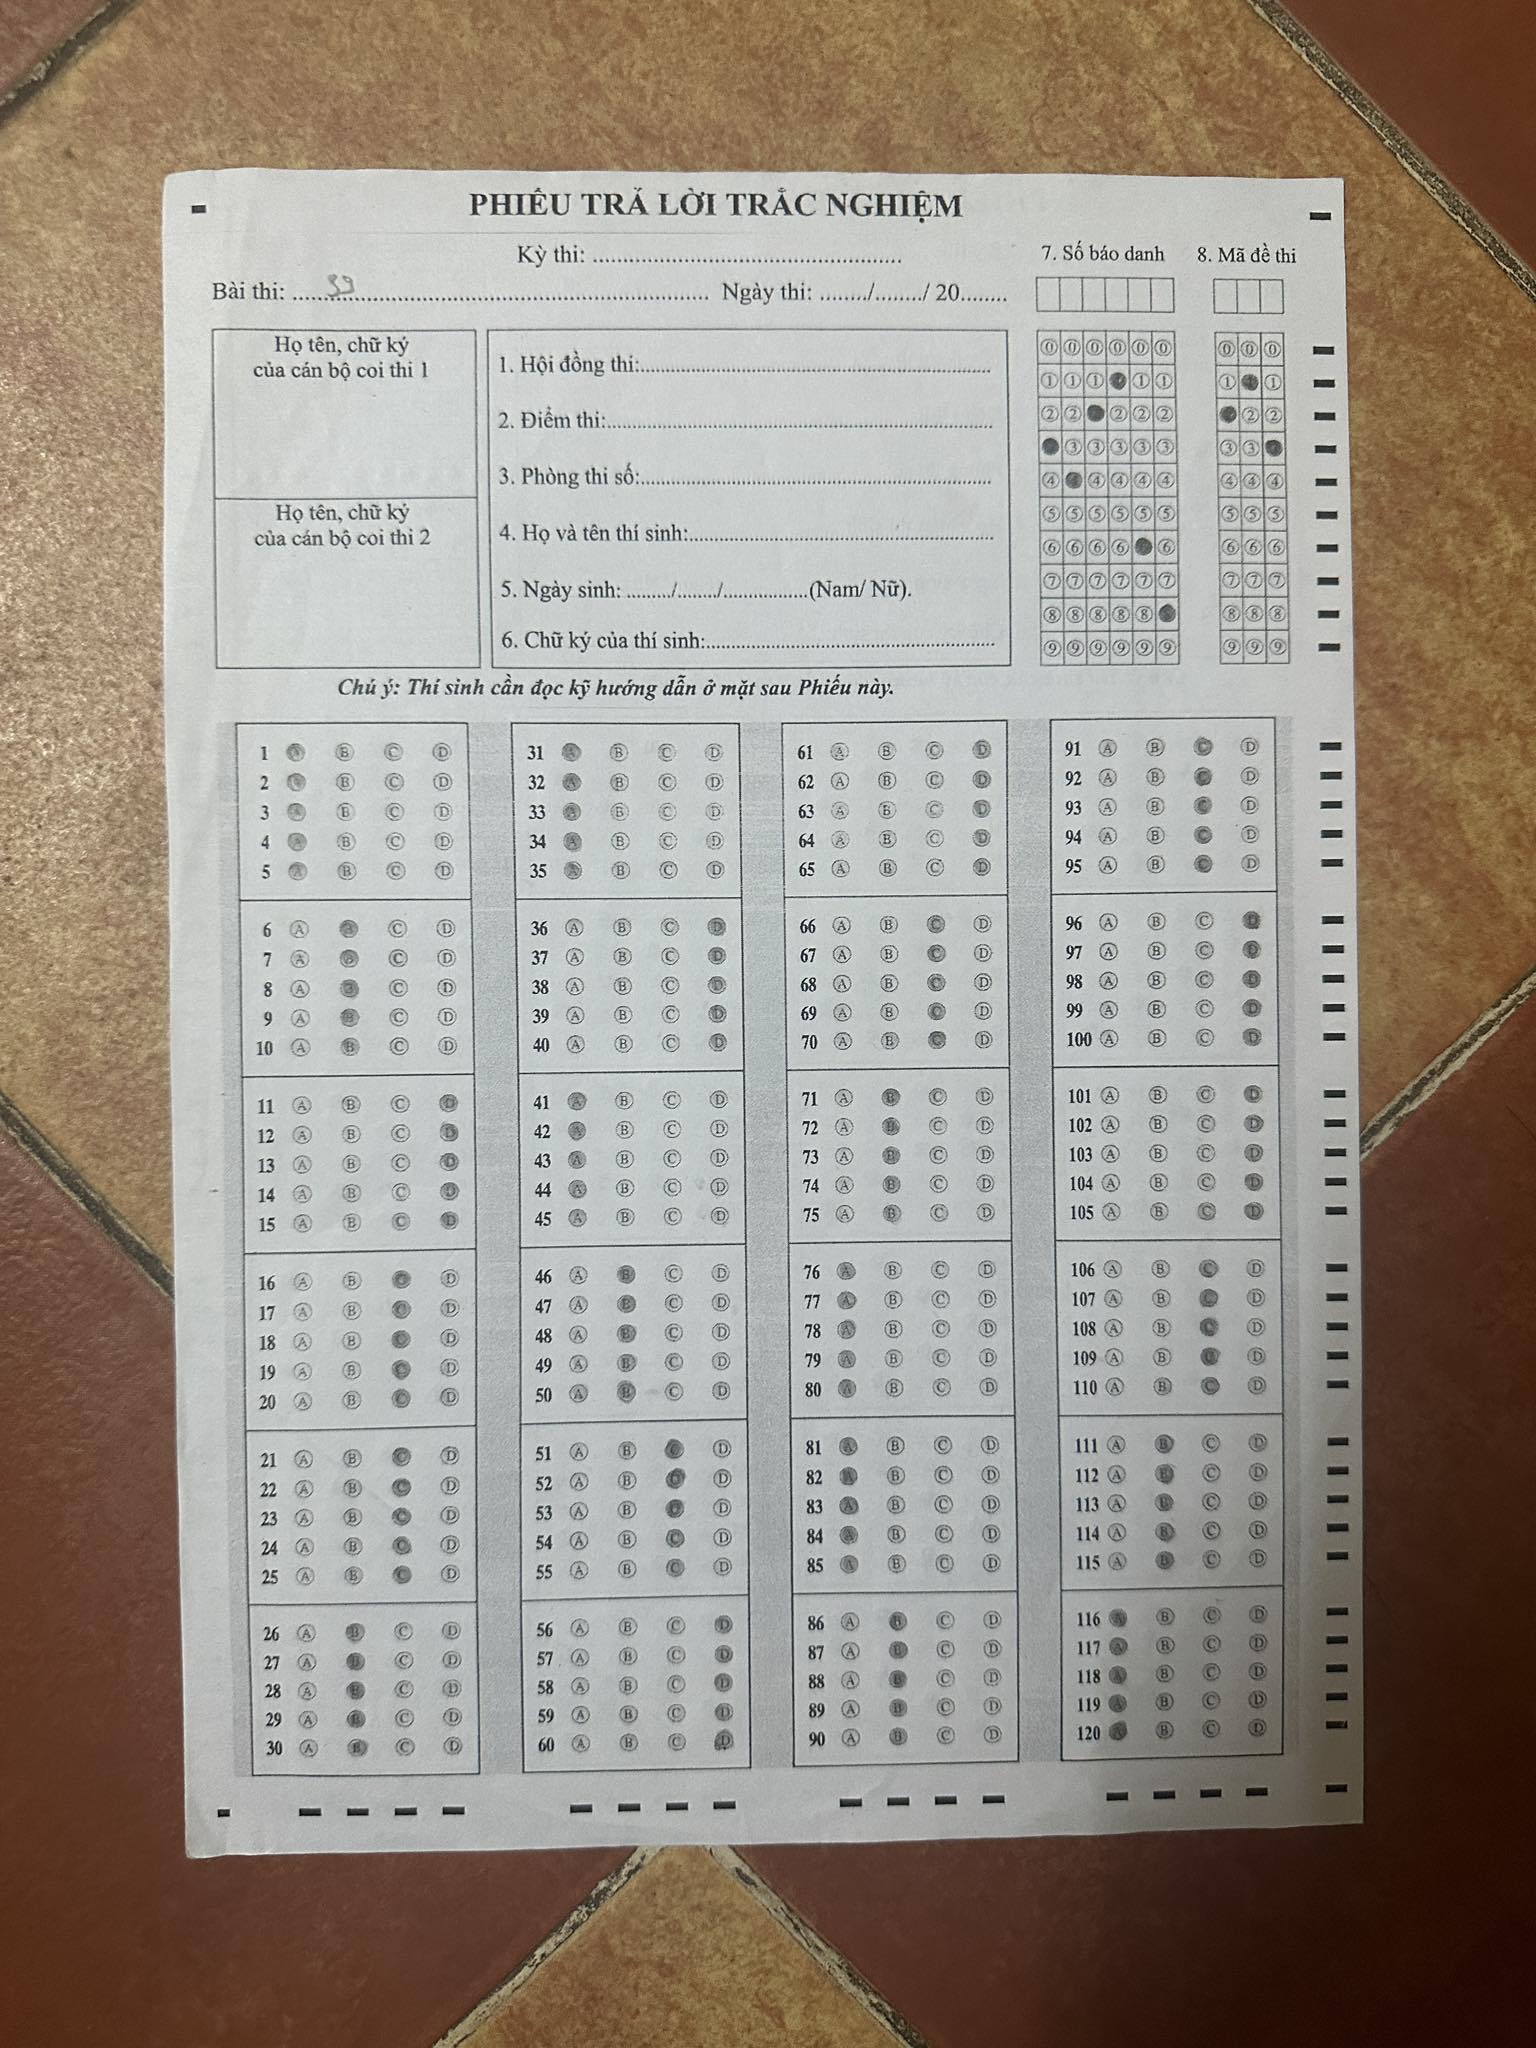 PHIẾU TRẢ LỜI TRẮC NGHIỆM
Kỳ thi: ................................................
Bài thi: ......39........................................................ Ngày thi: ......../......../ 20........
7. Số báo danh
8. Mã đề thi
Họ tên, chữ ký
của cán bộ coi thi 1
Họ tên, chữ ký
của cán bộ coi thi 2
1. Hội đồng thi:
2. Điểm thi:
3. Phòng thi số:
4. Họ và tên thí sinh:
5. Ngày sinh: ........./......../.................(Nam/ Nữ).
6. Chữ ký của thí sinh:
0 0 0 0 0 0 0 0 0
1 1 1 1 1 1 1
2 2 2 2 2 2 2
3 3 3 3 3 3 3
4 4 4 4 4 4 4 4
5 5 5 5 5 5 5 5 5
6 6 6 6 6 6 6 6
7 7 7 7 7 7 7 7 7
8 8 8 8 8 8 8 8
9 9 9 9 9 9 9 9 9
Chú ý: Thí sinh cần đọc kỹ hướng dẫn ở mặt sau Phiếu này.
1 A B C D
2 B C D
3 A B C D
4 A B C D
5 A B C D
6 A B C D
7 A B C D
8 A B C D
9 A B C D
10 A B C D
11 A B C D
12 A B C D
13 A B C D
14 A B C D
15 A B C D
16 A B C D
17 A B C D
18 A B C D
19 A B C D
20 A B C D
21 A B C D
22 A B C D
23 A B C D
24 A B C D
25 A B C D
26 A B C D
27 A B C D
28 A B C D
29 A B C D
30 A B C D
31 A B C D
32 A B C D
33 A B C D
34 A B C D
35 A B C D
36 A B C D
37 A B C D
38 A B C D
39 A B C D
40 A B C D
41 A B C D
42 A B C D
43 A B C D
44 A B C D
45 A B C D
46 A B C D
47 A B C D
48 A B C D
49 A B C D
50 A B C D
51 A B C D
52 A B C D
53 A B C D
54 A B C D
55 A B C D
56 A B C D
57 A B C D
58 A B C D
59 A B C D
60 A B C D
61 A B C D
62 A B C D
63 A B C D
64 A B C D
65 A B C D
66 A B C D
67 A B C D
68 A B C D
69 A B C D
70 A B C D
71 A B C D
72 A B C D
73 A B C D
74 A B C D
75 A B C D
76 A B C D
77 A B C D
78 A B C D
79 A B C D
80 A B C D
81 A B C D
82 A B C D
83 A B C D
84 A B C D
85 A B C D
86 A B C D
87 A B C D
88 A B C D
89 A B C D
90 A B C D
91 A B C D
92 A B C D
93 A B C D
94 A B C D
95 A B C D
96 A B C D
97 A B C D
98 A B C D
99 A B C D
100 A B C D
101 A B C D
102 A B C D
103 A B C D
104 A B C D
105 A B C D
106 A B C D
107 A B C D
108 A B C D
109 A B C D
110 A B C D
111 A B C D
112 A B C D
113 A B C D
114 A B C D
115 A B C D
116 A B C D
117 A B C D
118 A B C D
119 A B C D
120 A B C D